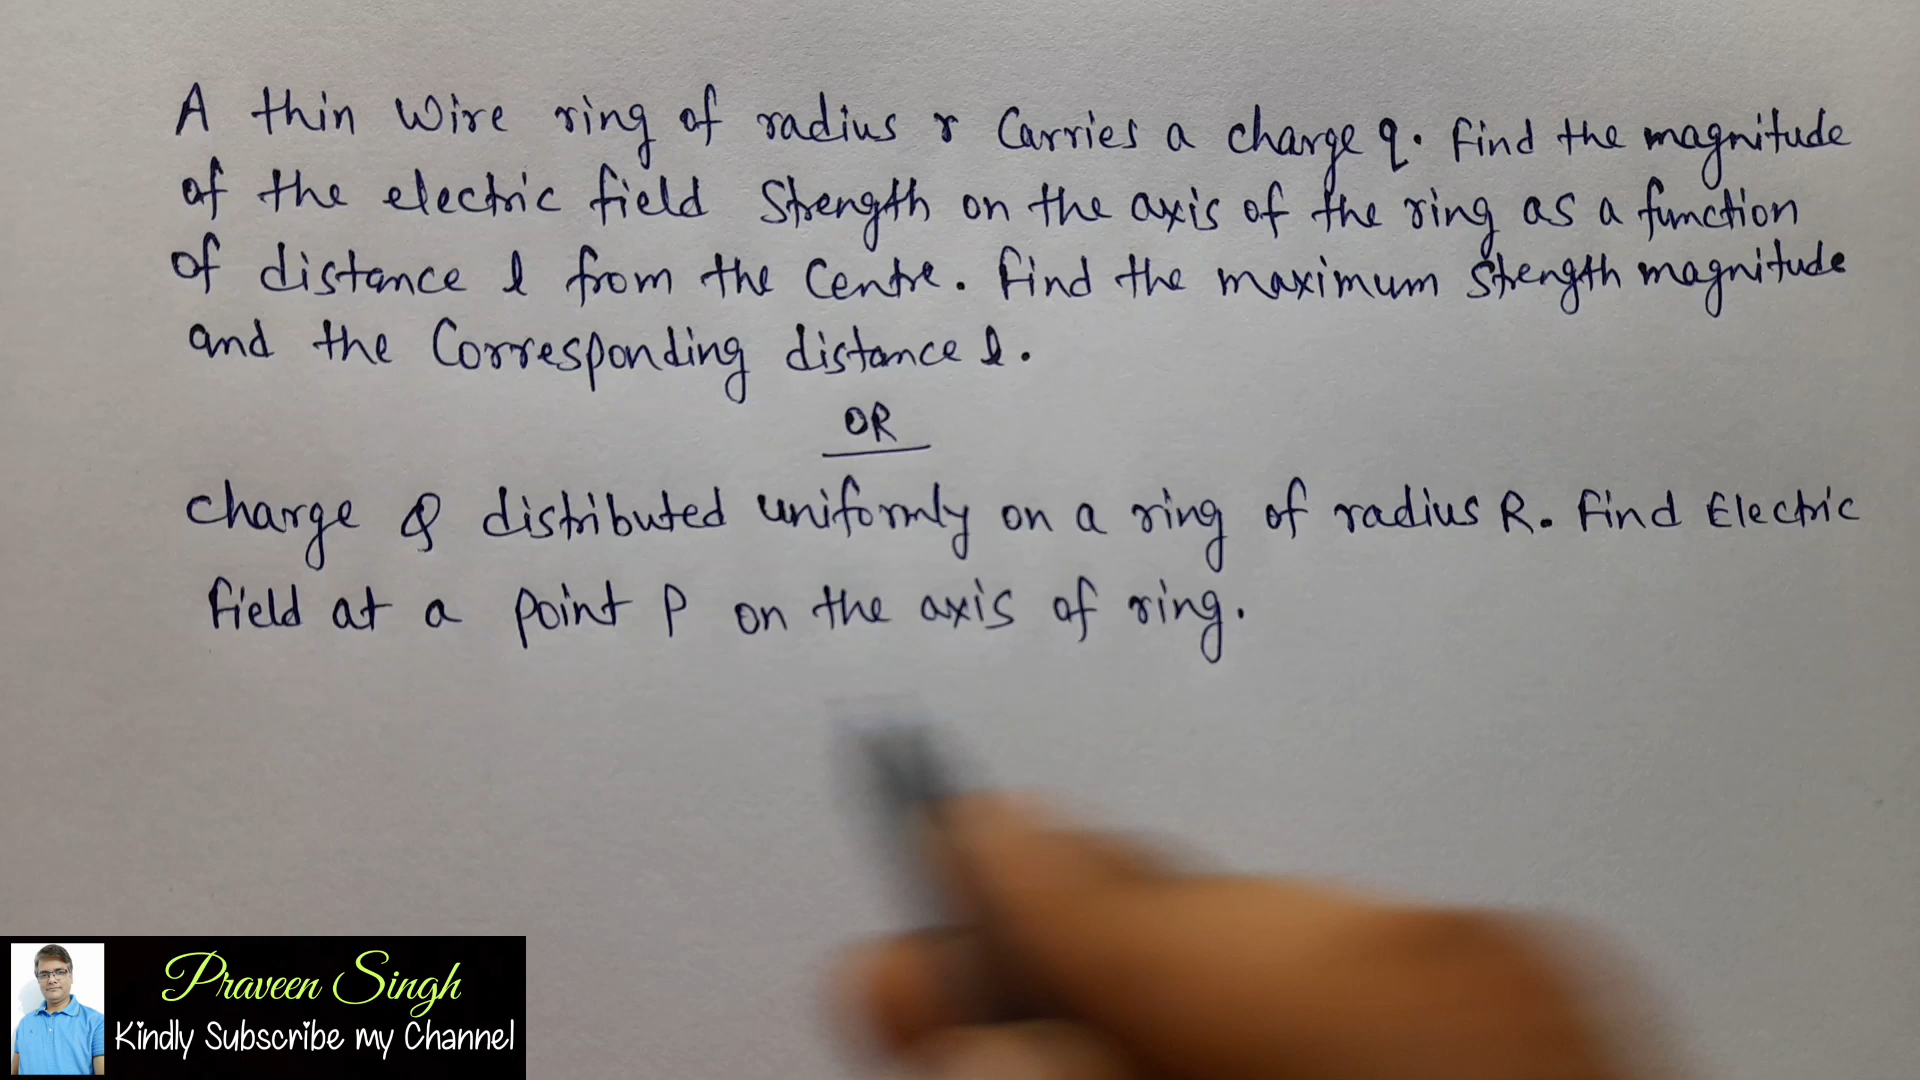 A thin wire ring of radius r carries a charge q. Find the magnitude
of the electric field Strength on the axis of the ring as a function
of distance l from the centre. Find the maximum Strength magnitude
and the Corresponding distance l.
OR
Charge Q distributed uniformly on a ring of radius R. Find Electric
Field at a point P on the axis of ring.
Praveen Singh
Kindly Subscribe my Channel